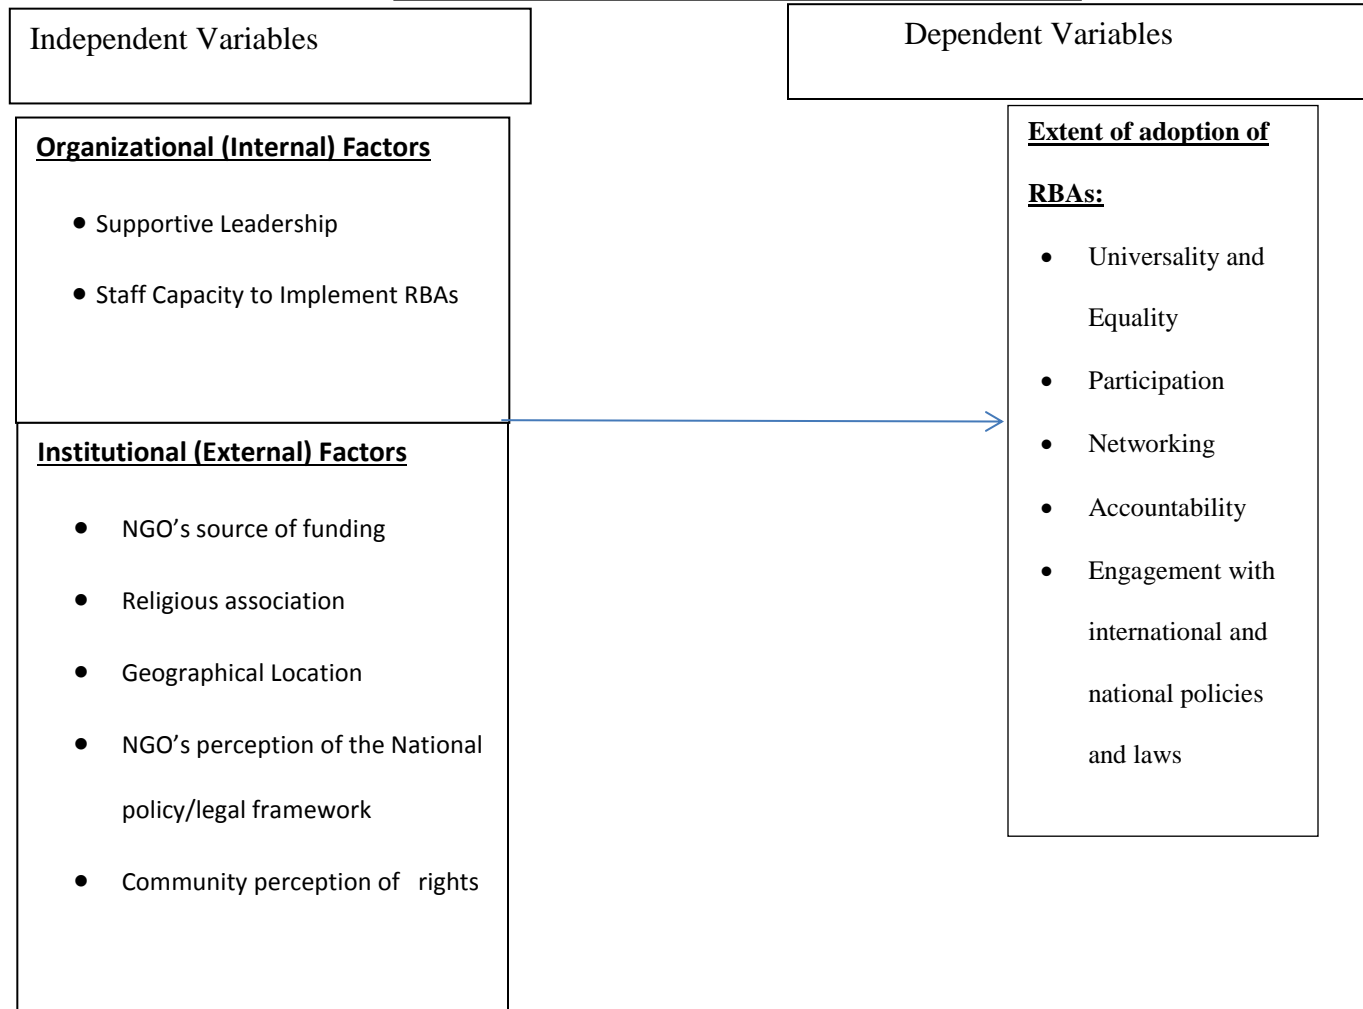 Independent Variables
Dependent Variables
Organizational (Internal) Factors
• Supportive Leadership
• Staff Capacity to Implement RBAs
Institutional (External) Factors
• NGO’s source of funding
• Religious association
• Geographical Location
• NGO’s perception of the National
policy/legal framework
• Community perception of rights
Extent of adoption of
RBAs:
• Universality and
Equality
• Participation
• Networking
• Accountability
• Engagement with
international and
national policies
and laws